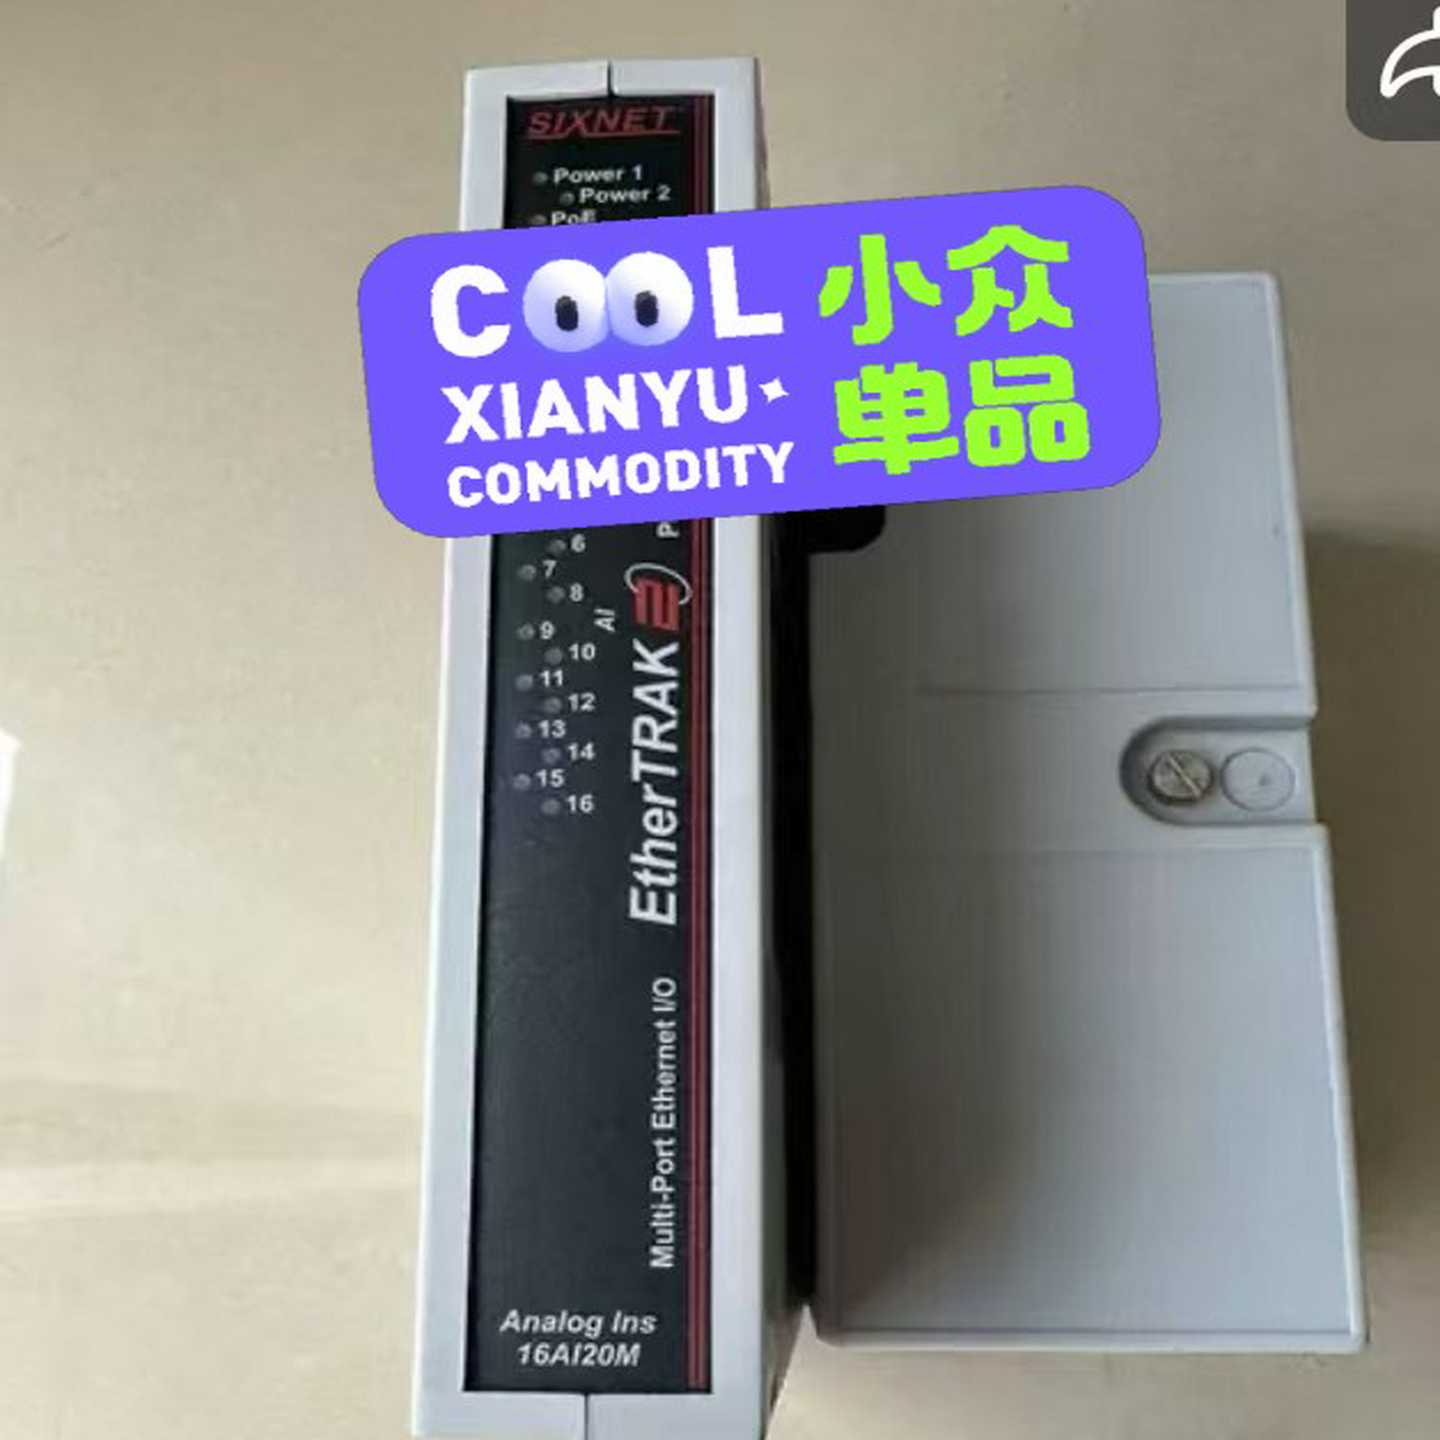 SIXNET
Power 1
Power 2
PoE
COOL 小众
XIANYU 单品
COMMODITY
6
7
8
9
AI
10
11
12
13
14
15
16
EtherTRAK 2
Multi-Port Ethernet I/O
Analog Ins
16AI20M